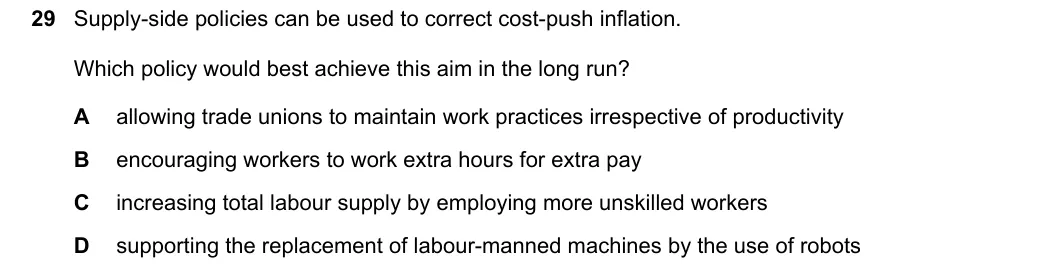 29 Supply-side policies can be used to correct cost-push inflation.
Which policy would best achieve this aim in the long run?
A allowing trade unions to maintain work practices irrespective of productivity
B encouraging workers to work extra hours for extra pay
C increasing total labour supply by employing more unskilled workers
D supporting the replacement of labour-manned machines by the use of robots